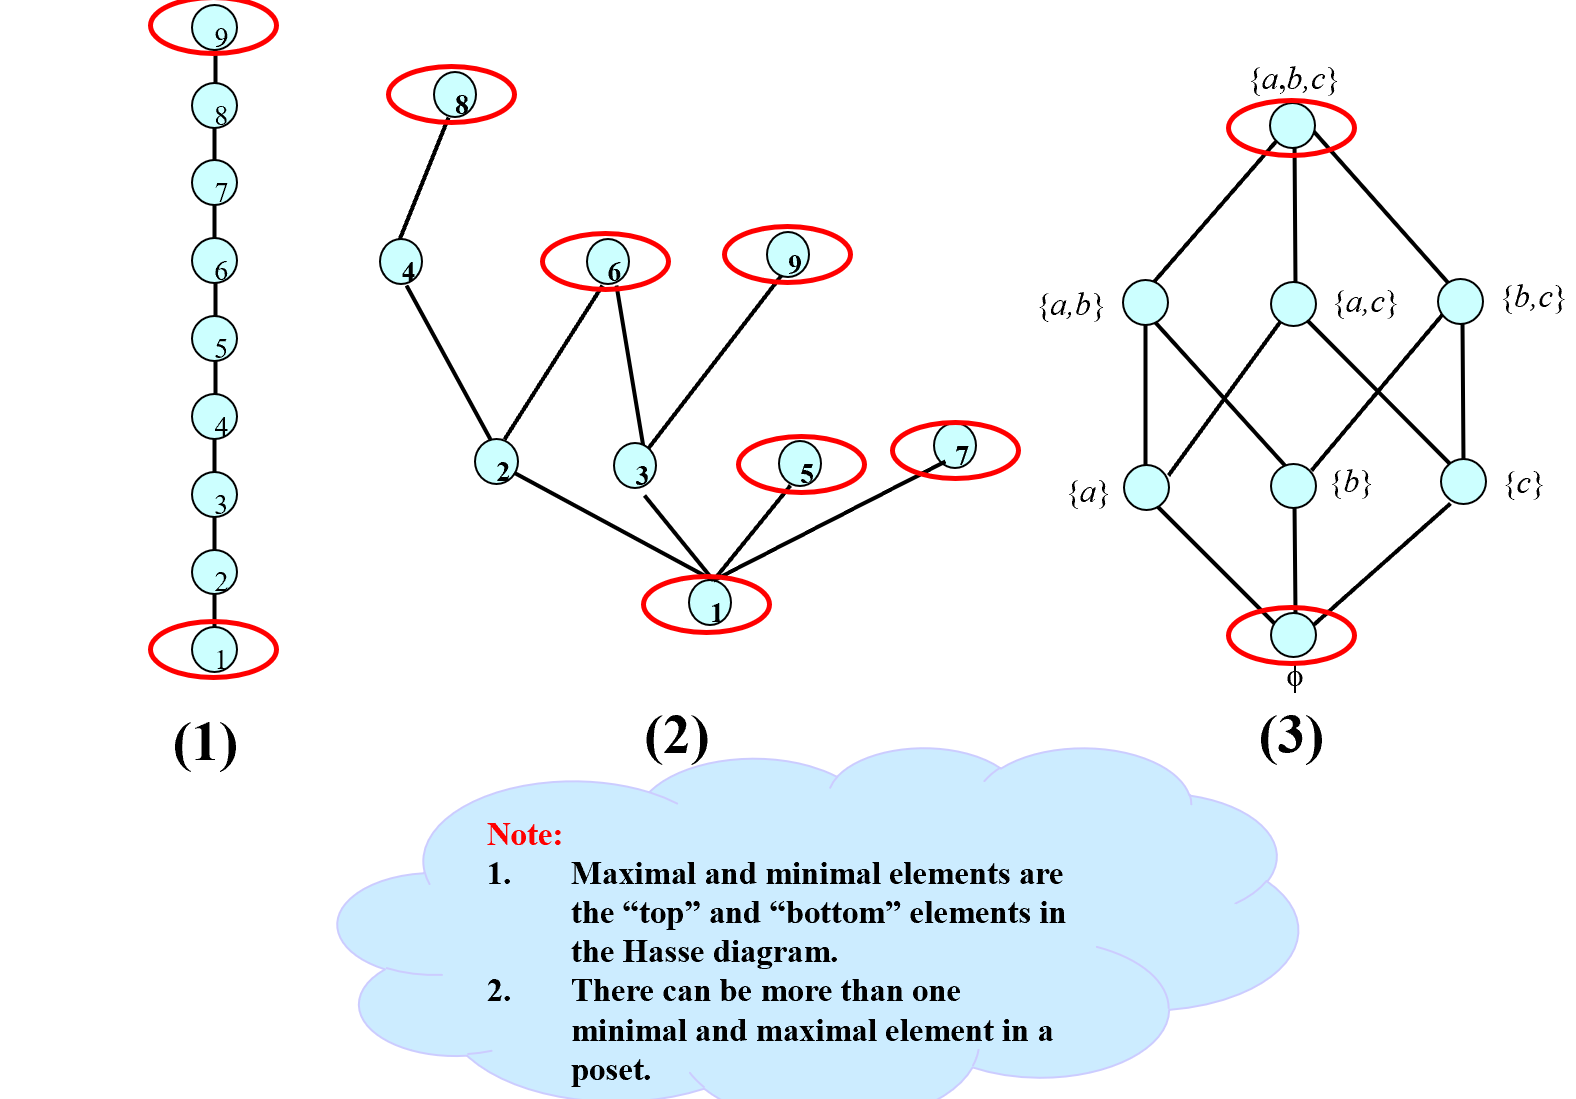 9
8
7
6
5
4
3
2
1
(1)
8
4
6
9
2
3
5
7
1
(2)
{a,b,c}
{a,b}
{a,c}
{b,c}
{a}
{b}
{c}
ϕ
(3)
Note:
1. Maximal and minimal elements are
the “top” and “bottom” elements in
the Hasse diagram.
2. There can be more than one
minimal and maximal element in a
poset.